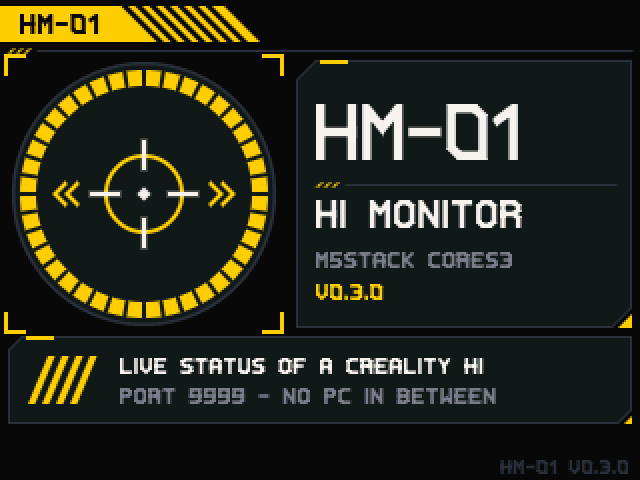 HM-01
HM-01
HI MONITOR
M5STACK CORES3
V0.3.0
LIVE STATUS OF A CREALITY HI
PORT 9999 - NO PC IN BETWEEN
HM-01 V0.3.0